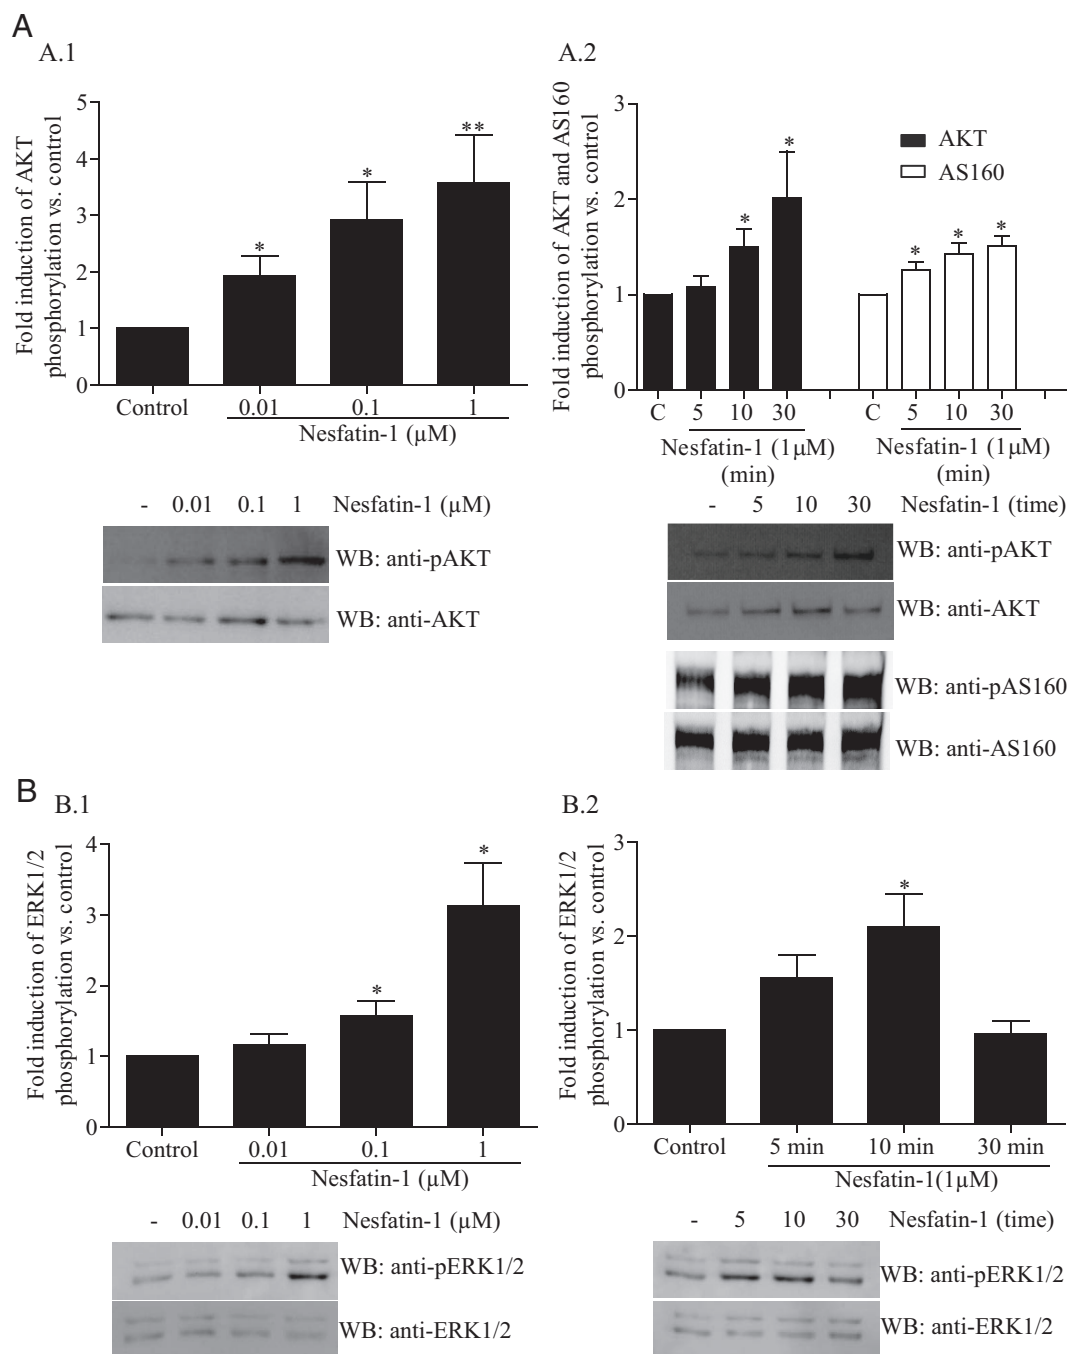 A
A.1
Fold induction of AKT
phosphorylation vs. control
5
4
3
2
1
0
*
*
**
Control
0.01
0.1
1
Nesfatin-1 (µM)
- 0.01 0.1 1 Nesfatin-1 (µM)
WB: anti-pAKT
WB: anti-AKT
A.2
Fold induction of AKT and AS160
phosphorylation vs. control
3
2
1
0
*
*
*
*
*
AKT
AS160
C 5 10 30
C 5 10 30
Nesfatin-1 (1µM)
(min)
Nesfatin-1 (1µM)
(min)
- 5 10 30 Nesfatin-1 (time)
WB: anti-pAKT
WB: anti-AKT
WB: anti-pAS160
WB: anti-AS160
B
B.1
Fold induction of ERK1/2
phosphorylation vs. control
4
3
2
1
0
*
*
Control
0.01
0.1
1
Nesfatin-1 (µM)
- 0.01 0.1 1 Nesfatin-1 (µM)
WB: anti-pERK1/2
WB: anti-ERK1/2
B.2
Fold induction of ERK1/2
phosphorylation vs. control
3
2
1
0
*
Control
5 min
10 min
30 min
Nesfatin-1(1µM)
- 5 10 30 Nesfatin-1 (time)
WB: anti-pERK1/2
WB: anti-ERK1/2